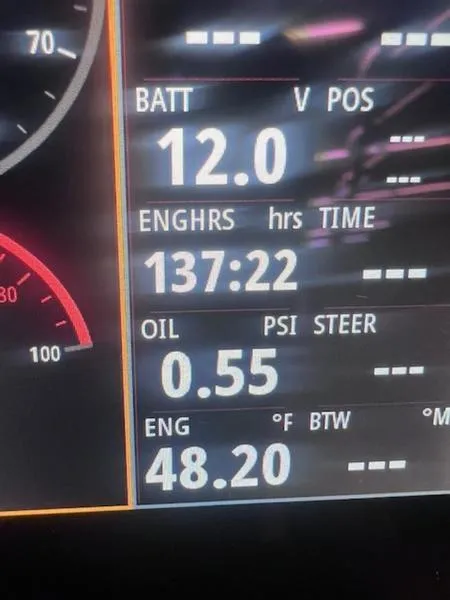 --- ---
70
BATT V POS
12.0 ---
---
ENGHRS hrs TIME
137:22 ---
80
OIL PSI STEER
100
0.55 ---
ENG °F BTW °M
48.20 ---